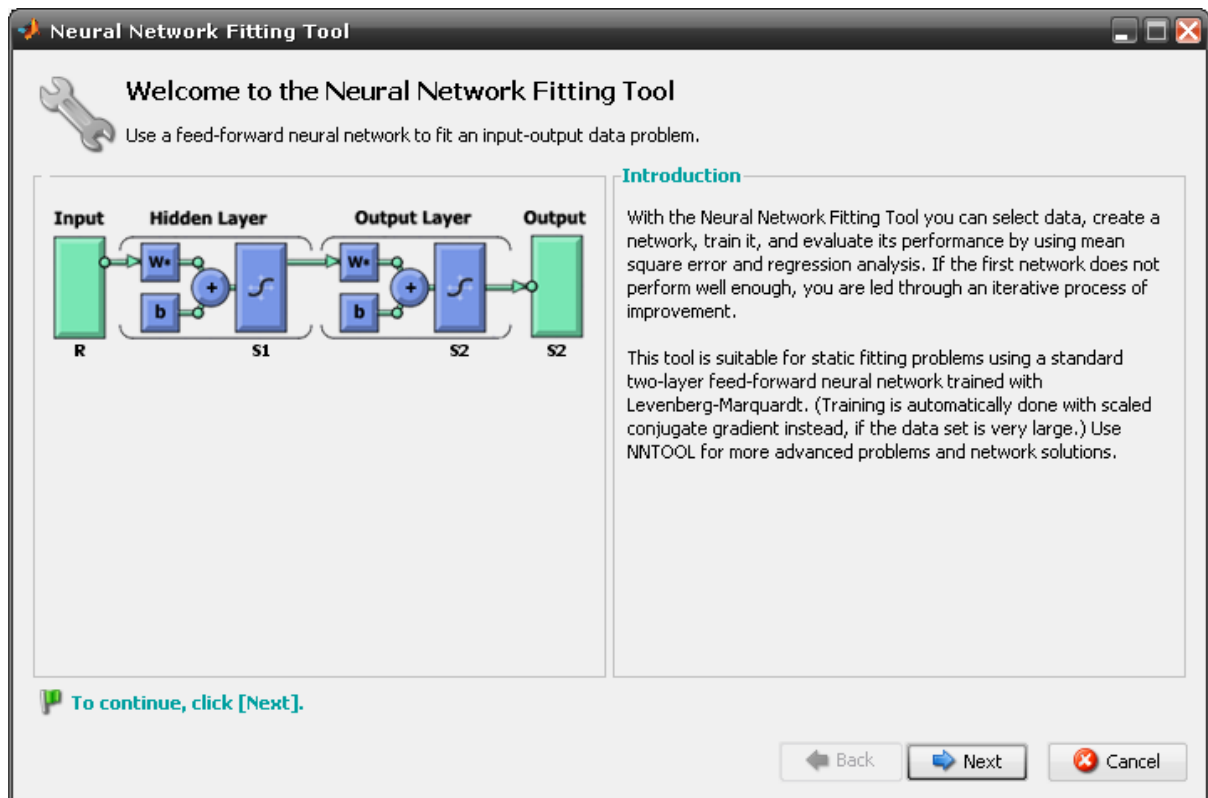 Neural Network Fitting Tool
Welcome to the Neural Network Fitting Tool
Use a feed-forward neural network to fit an input-output data problem.
Input Hidden Layer Output Layer Output
W W
+ +
b b
R S1 S2 S2
Introduction
With the Neural Network Fitting Tool you can select data, create a
network, train it, and evaluate its performance by using mean
square error and regression analysis. If the first network does not
perform well enough, you are led through an iterative process of
improvement.
This tool is suitable for static fitting problems using a standard
two-layer feed-forward neural network trained with
Levenberg-Marquardt. (Training is automatically done with scaled
conjugate gradient instead, if the data set is very large.) Use
NNTOOL for more advanced problems and network solutions.
To continue, click [Next].
Back Next Cancel